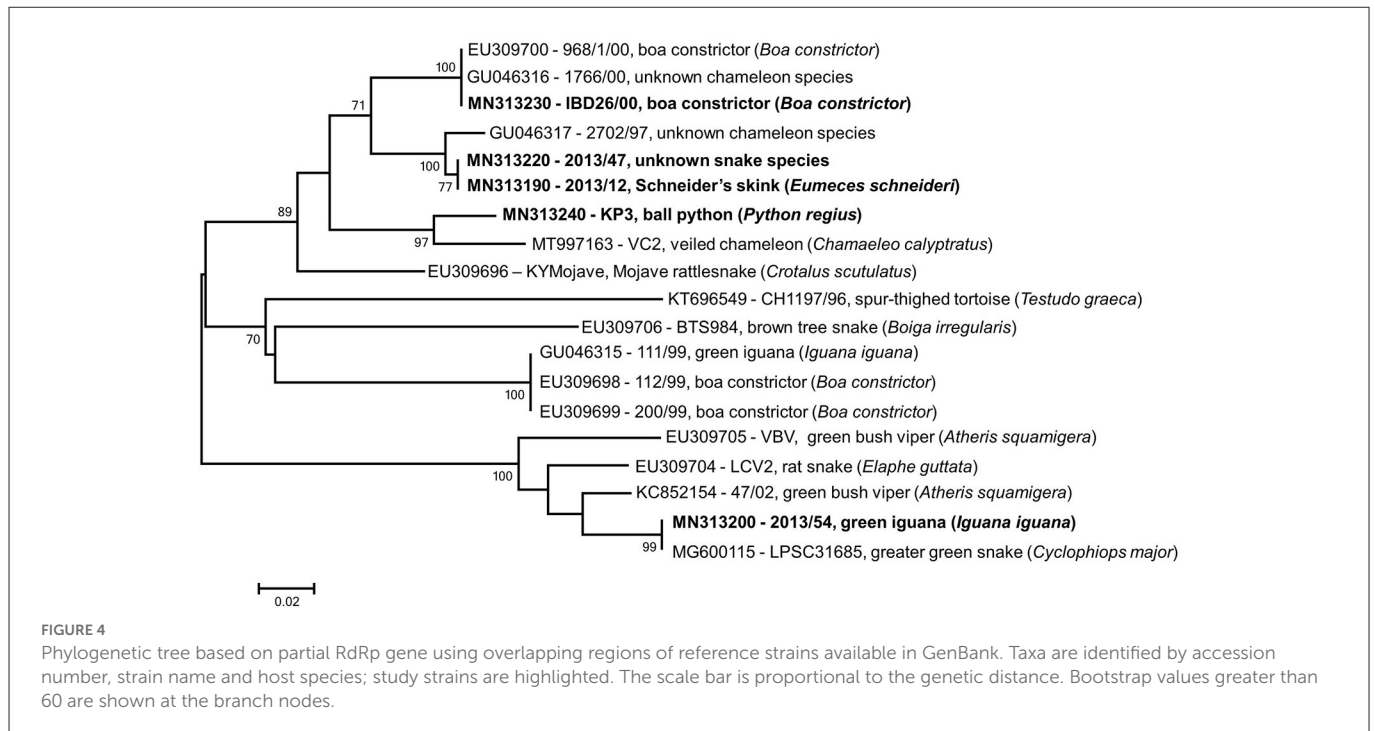 EU309700 - 968/1/00, boa constrictor (Boa constrictor)
100
GU046316 - 1766/00, unknown chameleon species
MN313230 - IBD26/00, boa constrictor (Boa constrictor)
71
GU046317 - 2702/97, unknown chameleon species
100
MN313220 - 2013/47, unknown snake species
77
MN313190 - 2013/12, Schneider's skink (Eumeces schneideri)
89
MN313240 - KP3, ball python (Python regius)
97
MT997163 - VC2, veiled chameleon (Chamaeleo calyptratus)
EU309696 – KYMojave, Mojave rattlesnake (Crotalus scutulatus)
KT696549 - CH1197/96, spur-thighed tortoise (Testudo graeca)
70
EU309706 - BTS984, brown tree snake (Boiga irregularis)
GU046315 - 111/99, green iguana (Iguana iguana)
EU309698 - 112/99, boa constrictor (Boa constrictor)
100
EU309699 - 200/99, boa constrictor (Boa constrictor)
EU309705 - VBV, green bush viper (Atheris squamigera)
100
EU309704 - LCV2, rat snake (Elaphe guttata)
KC852154 - 47/02, green bush viper (Atheris squamigera)
MN313200 - 2013/54, green iguana (Iguana iguana)
99
MG600115 - LPSC31685, greater green snake (Cyclophiops major)
0.02
FIGURE 4
Phylogenetic tree based on partial RdRp gene using overlapping regions of reference strains available in GenBank. Taxa are identified by accession
number, strain name and host species; study strains are highlighted. The scale bar is proportional to the genetic distance. Bootstrap values greater than
60 are shown at the branch nodes.